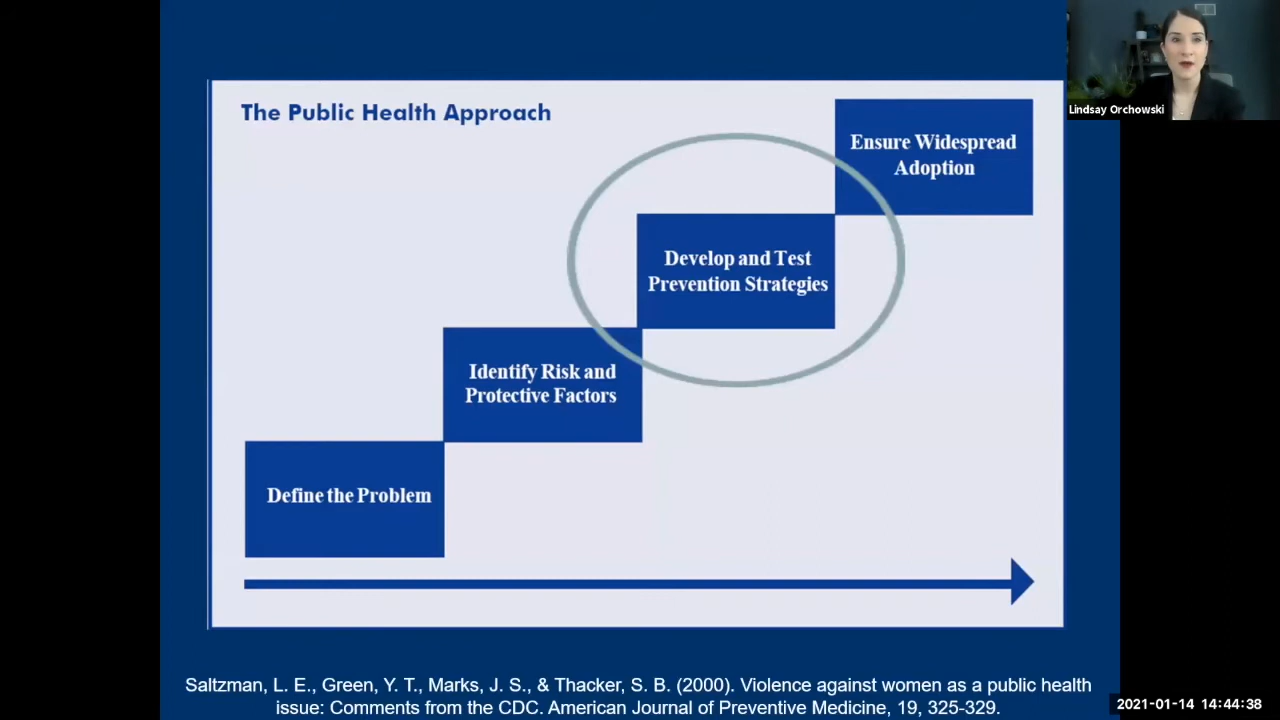 The Public Health Approach
Ensure Widespread
Adoption
Develop and Test
Prevention Strategies
Identify Risk and
Protective Factors
Define the Problem
Lindsay Orchowski
Saltzman, L. E., Green, Y. T., Marks, J. S., & Thacker, S. B. (2000). Violence against women as a public health
issue: Comments from the CDC. American Journal of Preventive Medicine, 19, 325-329.
2021-01-14 14:44:38